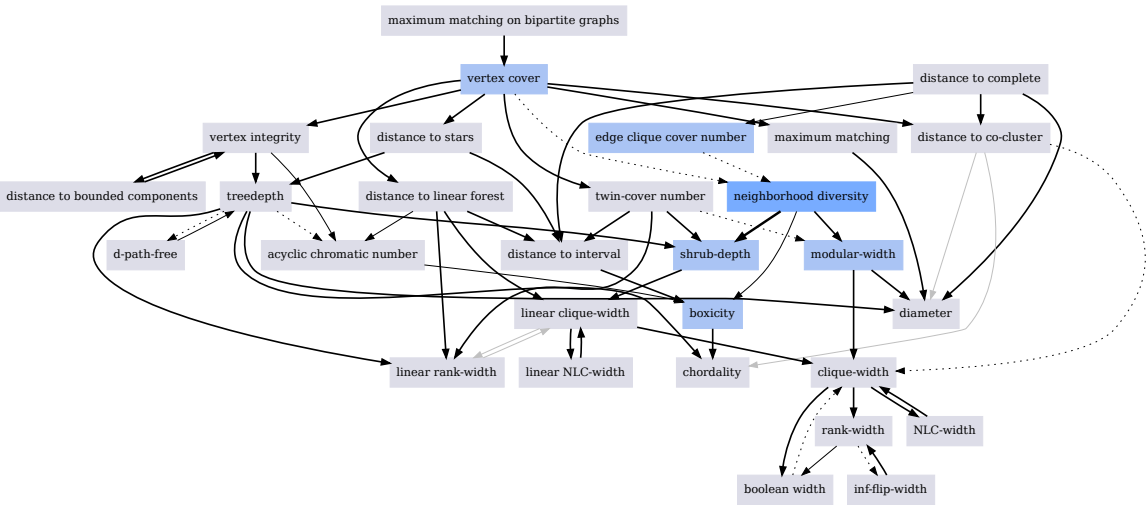 maximum matching on bipartite graphs
vertex cover
distance to complete
vertex integrity
distance to stars
edge clique cover number
maximum matching
distance to co-cluster
distance to bounded components
treedepth
distance to linear forest
twin-cover number
neighborhood diversity
d-path-free
acyclic chromatic number
distance to interval
shrub-depth
modular-width
linear clique-width
boxicity
diameter
linear rank-width
linear NLC-width
chordality
clique-width
rank-width
NLC-width
boolean width
inf-flip-width